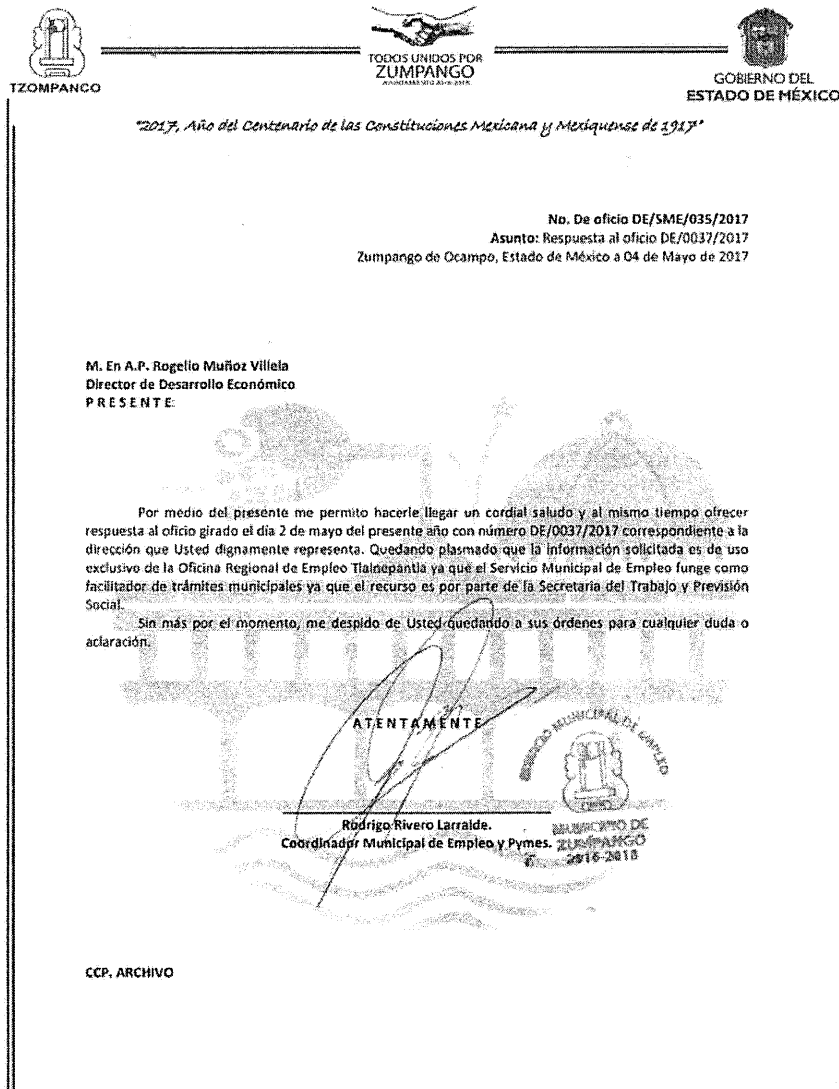 TZOMPANCO
TODOS UNIDOS POR
ZUMPANGO
GOBIERNO DEL
ESTADO DE MÉXICO
"2017, Año del Centenario de las Constituciones Mexicana y Mexiquense de 1917"
No. De oficio DE/SME/035/2017
Asunto: Respuesta al oficio DE/0037/2017
Zumpango de Ocampo, Estado de México a 04 de Mayo de 2017
M. En A.P. Rogelio Muñoz Villela
Director de Desarrollo Económico
P R E S E N T E:
Por medio del presente me permito hacerle llegar un cordial saludo y al mismo tiempo ofrecer
respuesta al oficio girado el día 2 de mayo del presente año con número DE/0037/2017 correspondiente a la
dirección que Usted dignamente representa. Quedando plasmado que la información solicitada es de uso
exclusivo de la Oficina Regional de Empleo Tlalnepantla ya que el Servicio Municipal de Empleo funge como
facilitador de trámites municipales ya que el recurso es por parte de la Secretaria del Trabajo y Previsión
Social.
Sin más por el momento, me despido de Usted quedando a sus órdenes para cualquier duda o
aclaración.
A T E N T A M E N T E
SERVICIO MUNICIPAL DE EMPLEO
Rodrigo Rivero Larralde.
Coordinador Municipal de Empleo y Pymes.
MUNICIPIO DE
ZUMPANGO
2016-2018
CCP. ARCHIVO